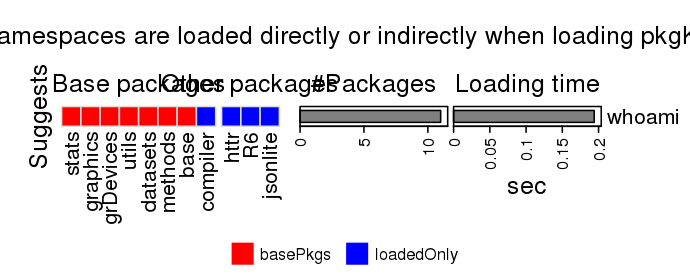 amespaces are loaded directly or indirectly when loading pkgK
Base packages
Other packages
#Packages
Loading time
Suggests
whoami
stats
graphics
grDevices
utils
datasets
methods
base
compiler
httr
R6
jsonlite
0
5
10
0
0.05
0.1
0.15
0.2
sec
basePkgs
loadedOnly